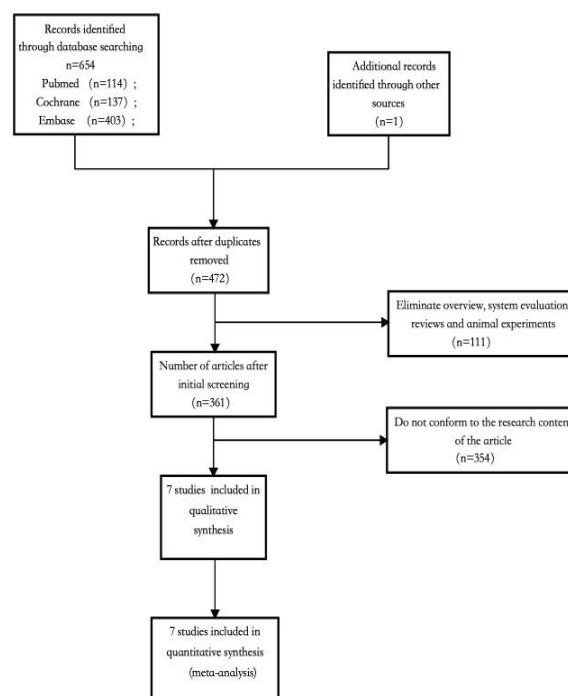 Records identified
through database searching
n=654
Pubmed （n=114）;
Cochrane （n=137）;
Embase （n=403）;
Additional records
identified through other
sources
(n=1)
Records after duplicates
removed
(n=472)
Eliminate overview, system evaluation
reviews and animal experiments
(n=111)
Number of articles after
initial screening
(n=361)
Do not conform to the research conten
of the article
(n=354)
7 studies included in
qualitative
synthesis
7 studies included in
quantitative synthesis
(meta-analysis)